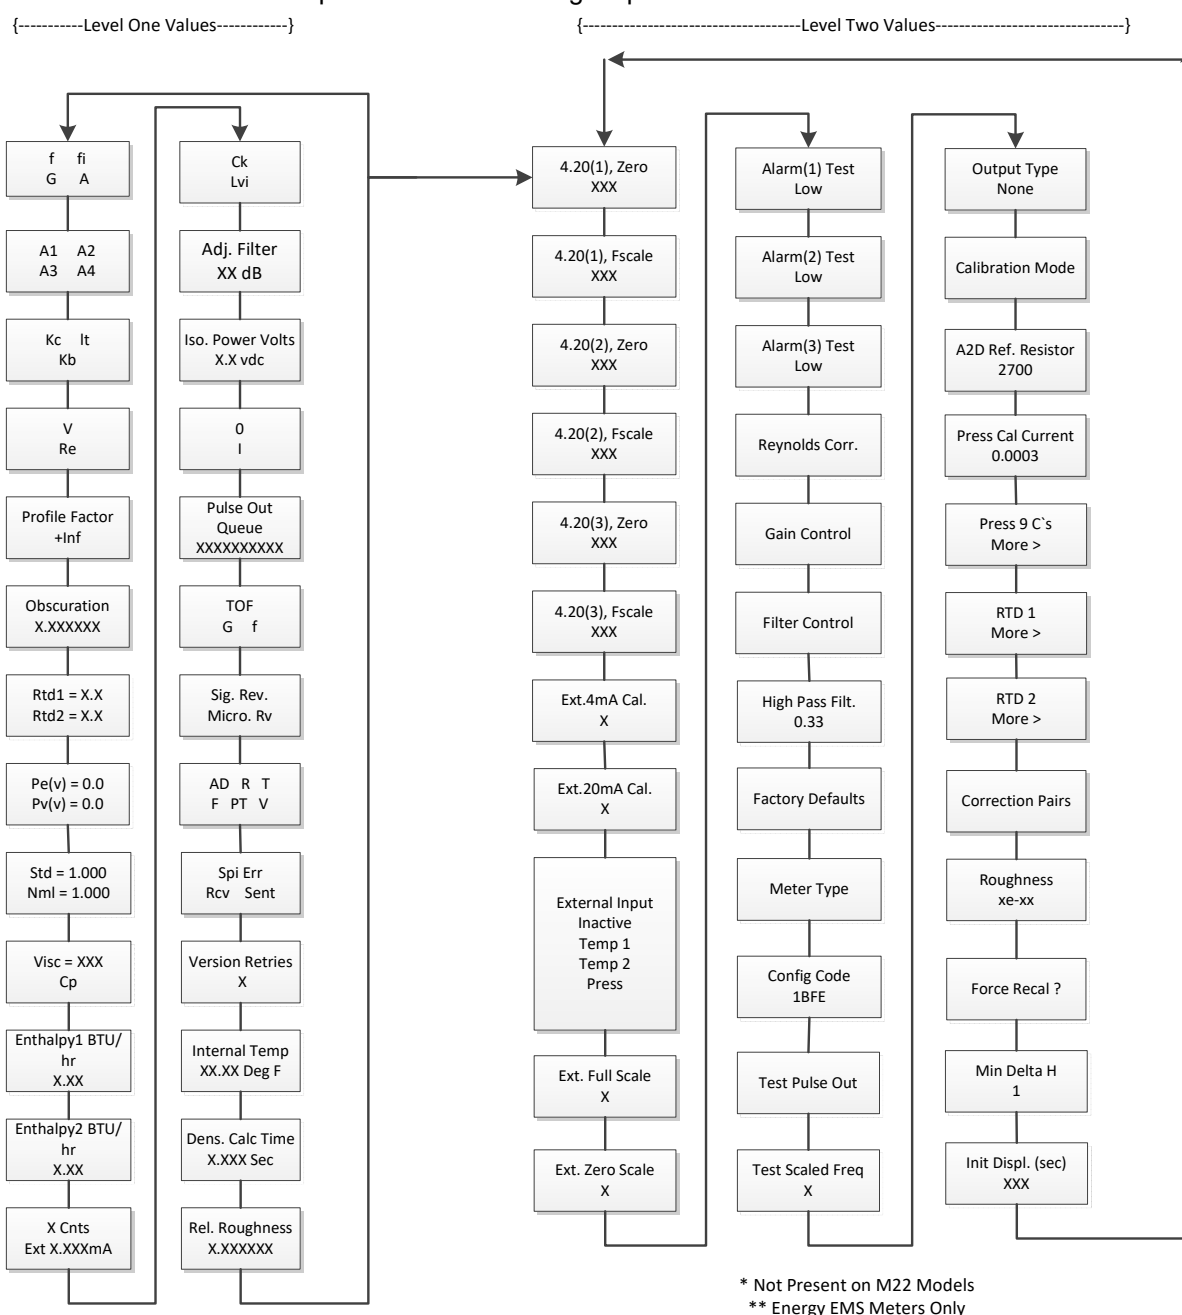 {-----------Level One Values------------}
{-------------------------------------Level Two Values--------------------------------}
f fi
G A
A1 A2
A3 A4
Kc lt
Kb
V
Re
Profile Factor
+Inf
Obscuration
X.XXXXXX
Rtd1 = X.X
Rtd2 = X.X
Pe(v) = 0.0
Pv(v) = 0.0
Std = 1.000
Nml = 1.000
Visc = XXX
Cp
Enthalpy1 BTU/
hr
X.XX
Enthalpy2 BTU/
hr
X.XX
X Cnts
Ext X.XXXmA
Ck
Lvi
Adj. Filter
XX dB
Iso. Power Volts
X.X vdc
0
I
Pulse Out
Queue
XXXXXXXXXX
TOF
G f
Sig. Rev.
Micro. Rv
AD R T
F PT V
Spi Err
Rcv Sent
Version Retries
X
Internal Temp
XX.XX Deg F
Dens. Calc Time
X.XXX Sec
Rel. Roughness
X.XXXXXX
4.20(1), Zero
XXX
4.20(1), Fscale
XXX
4.20(2), Zero
XXX
4.20(2), Fscale
XXX
4.20(3), Zero
XXX
4.20(3), Fscale
XXX
Ext.4mA Cal.
X
Ext.20mA Cal.
X
External Input
Inactive
Temp 1
Temp 2
Press
Ext. Full Scale
X
Ext. Zero Scale
X
Alarm(1) Test
Low
Alarm(2) Test
Low
Alarm(3) Test
Low
Reynolds Corr.
Gain Control
Filter Control
High Pass Filt.
0.33
Factory Defaults
Meter Type
Config Code
1BFE
Test Pulse Out
Test Scaled Freq
X
Output Type
None
Calibration Mode
A2D Ref. Resistor
2700
Press Cal Current
0.0003
Press 9 C`s
More >
RTD 1
More >
RTD 2
More >
Correction Pairs
Roughness
xe-xx
Force Recal ?
Min Delta H
1
Init Displ. (sec)
XXX
* Not Present on M22 Models
** Energy EMS Meters Only